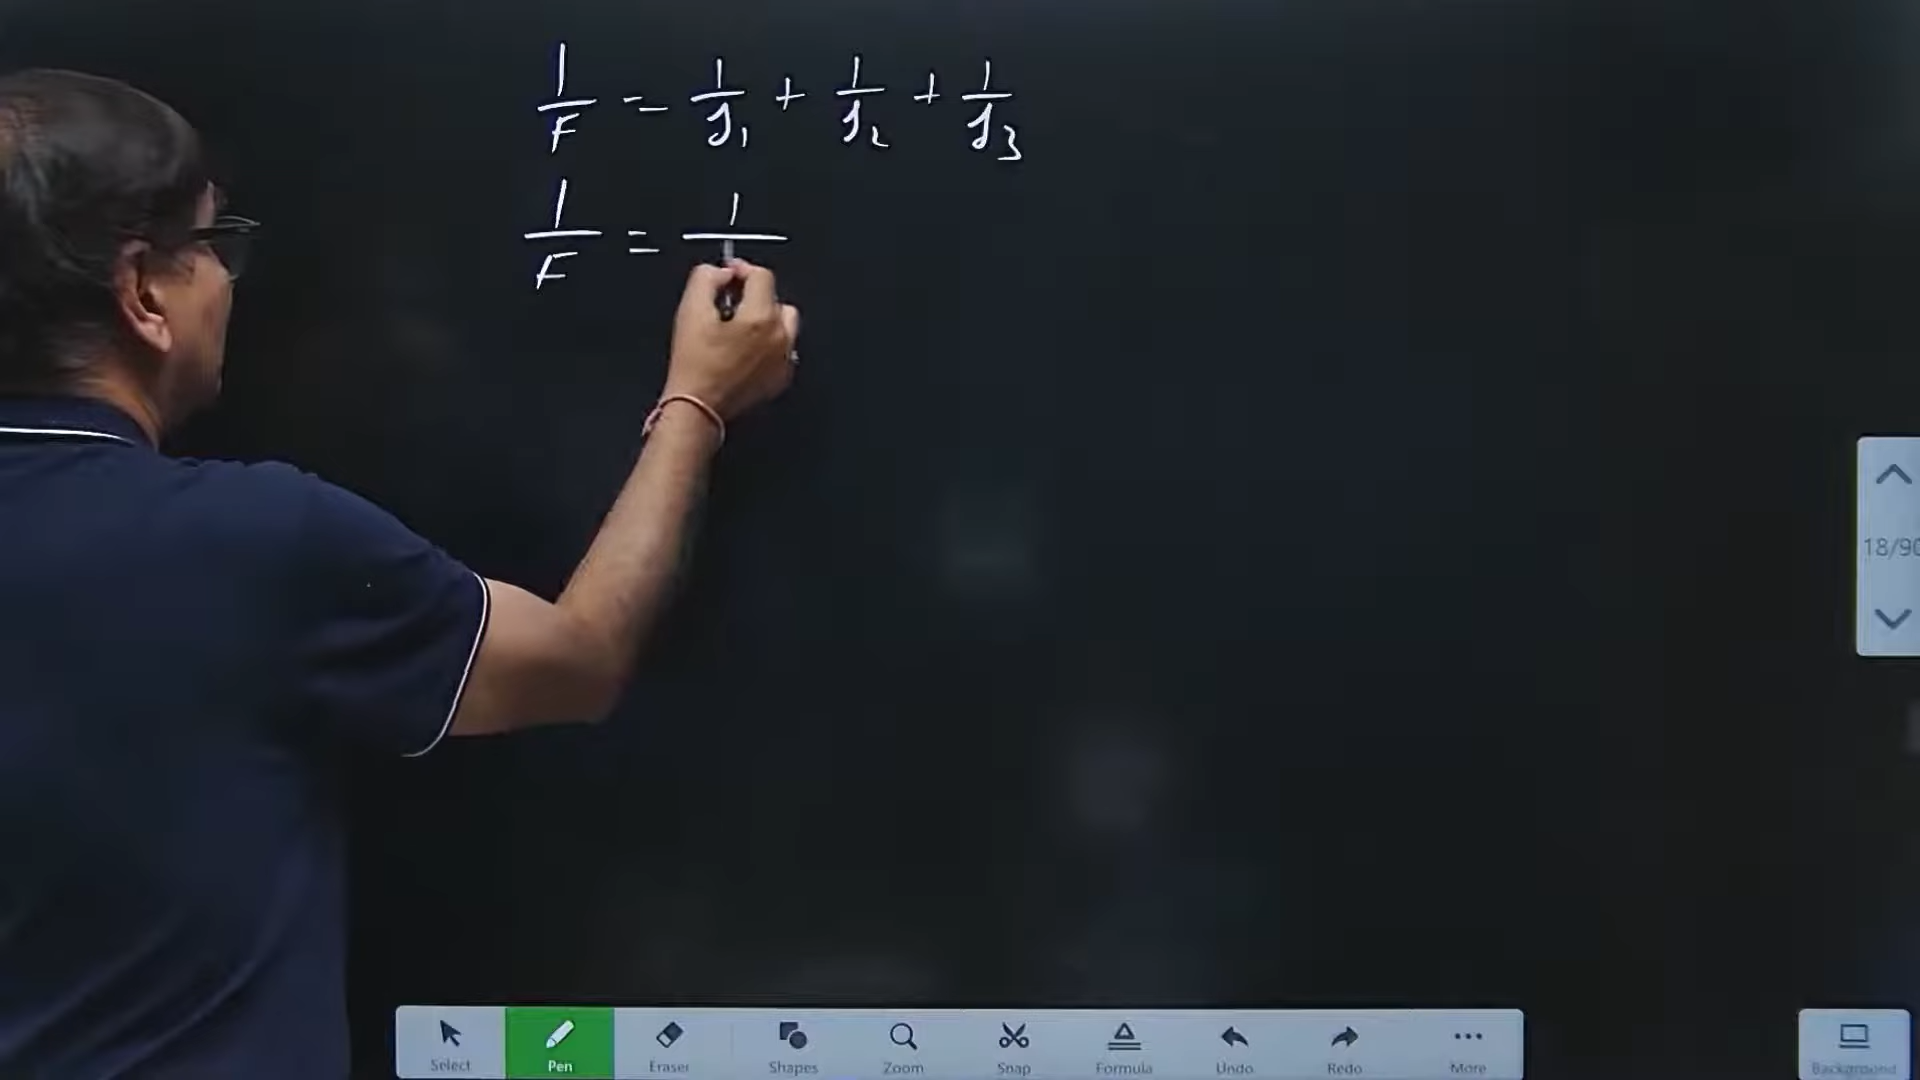 1/F = 1/f₁ + 1/f₂ + 1/f₃
1/F = 1/
18/90
Select Pen Eraser Shapes Zoom Snap Formula Undo Redo More Background